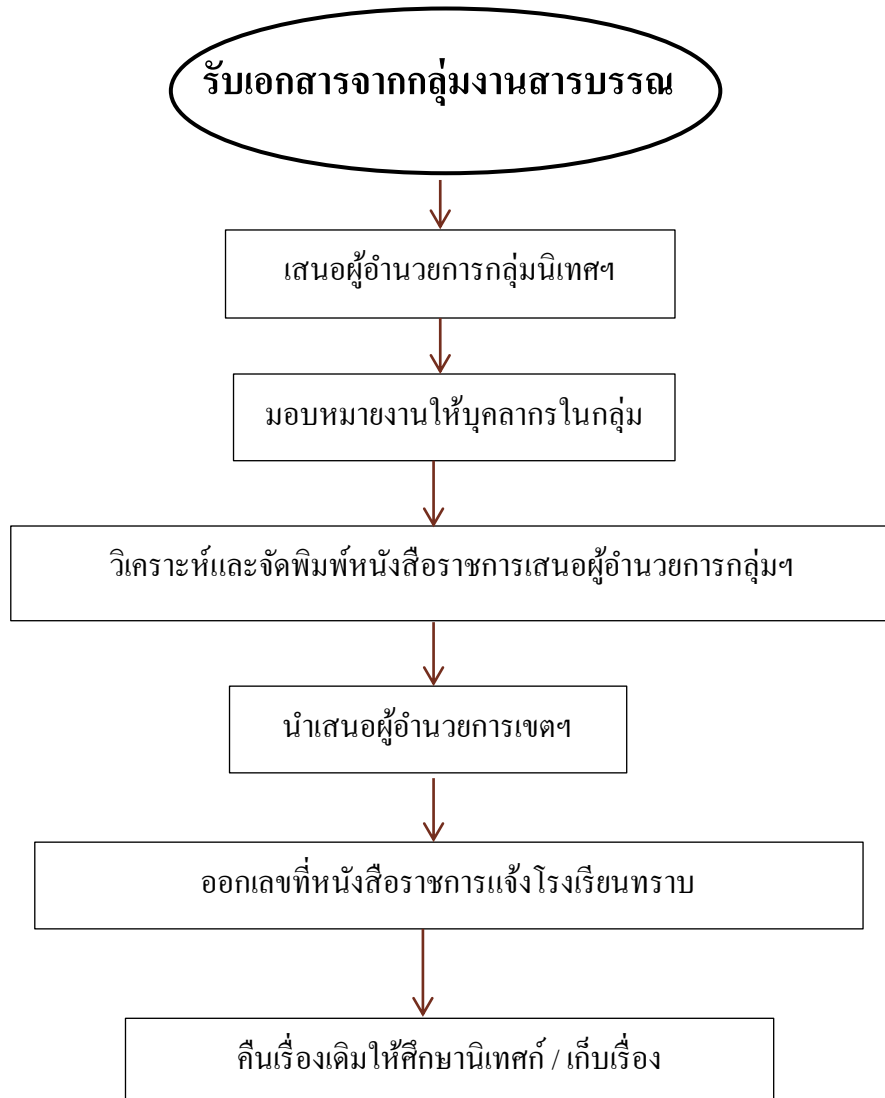 รับเอกสารจากกลุ่มงานสารบรรณ
เสนอผู้อำนวยการกลุ่มนิเทศฯ
มอบหมายงานให้บุคลากรในกลุ่ม
วิเคราะห์และจัดพิมพ์หนังสือราชการเสนอผู้อำนวยการกลุ่มฯ
นำเสนอผู้อำนวยการเขตฯ
ออกเลขที่หนังสือราชการแจ้งโรงเรียนทราบ
คืนเรื่องเดิมให้ศึกษานิเทศก์ / เก็บเรื่อง